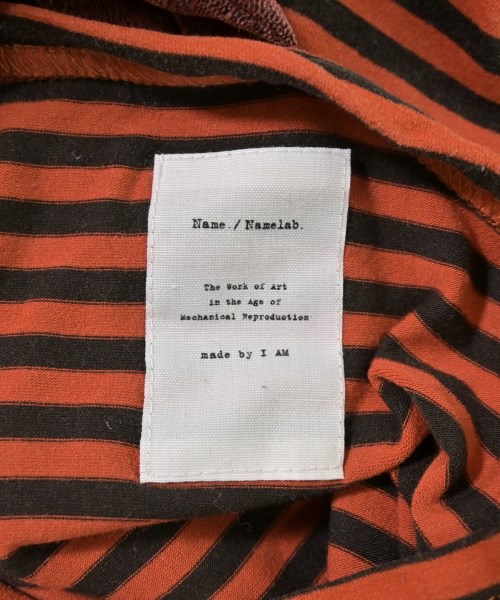 Name./Namelab.
The Work of Art
in the Age of
Mechanical Reproduction
made by I AM